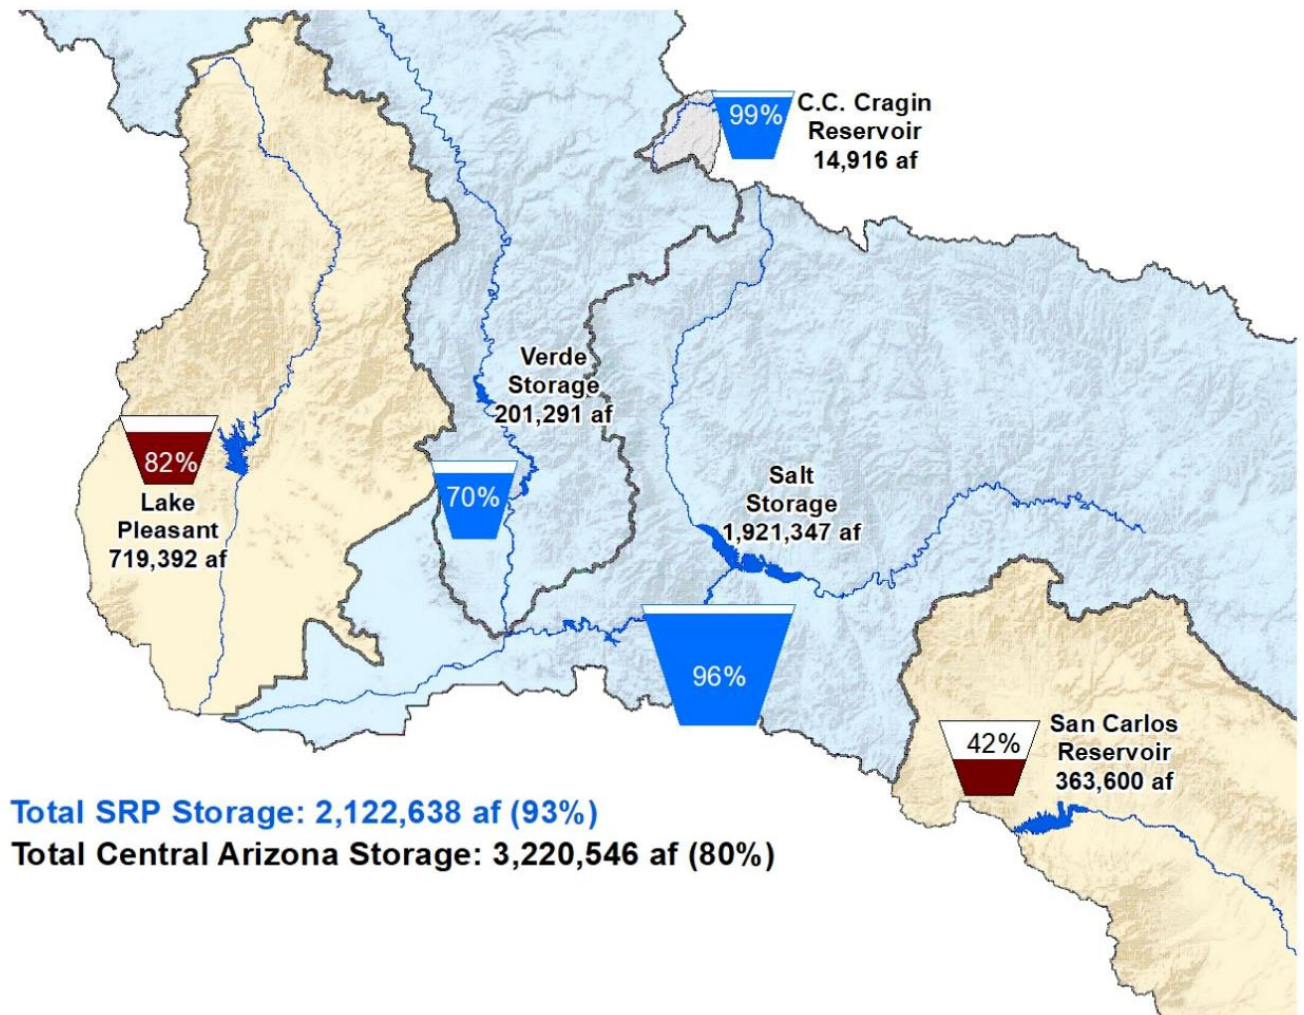 99%
C.C. Cragin
Reservoir
14,916 af
Verde
Storage
201,291 af
82%
Lake
Pleasant
719,392 af
70%
Salt
Storage
1,921,347 af
96%
42%
San Carlos
Reservoir
363,600 af
Total SRP Storage: 2,122,638 af (93%)
Total Central Arizona Storage: 3,220,546 af (80%)